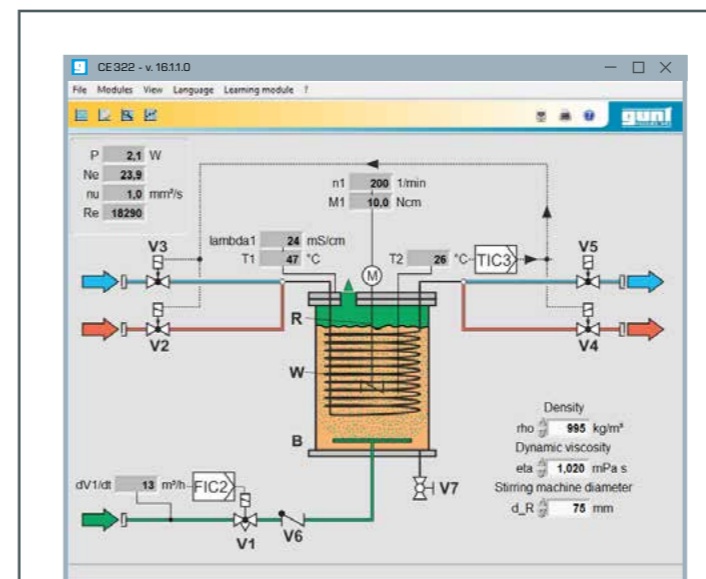 CE322 - v. 16.1.1.0
File Modules View Language Learning module ?
gunt
P 2,1 W
Ne 23,9
nu 1,0 mm²/s
Re 18290
n1 200 1/min
M1 10,0 Ncm
lambda1 24 mS/cm
T1 47 °C
T2 26 °C
TIC3
M
V3
V5
V2
V4
R
W
B
Density
rho 995 kg/m³
Dynamic viscosity
eta 1,020 mPa s
Stirring machine diameter
d_R 75 mm
dV1/dt 13 m³/h
FIC2
V7
V1
V6